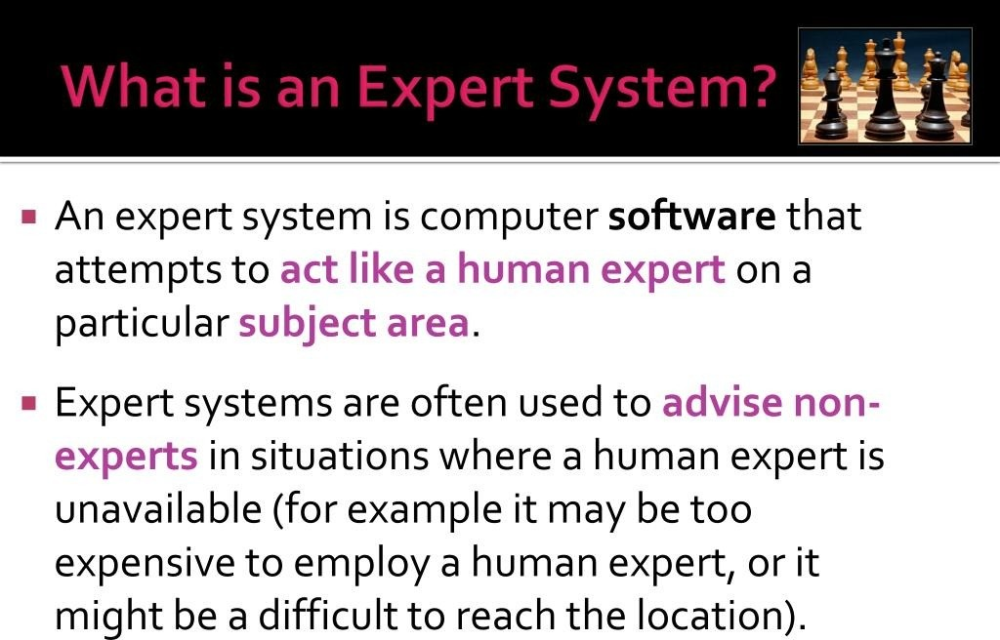 What is an Expert System?
▪ An expert system is computer software that
attempts to act like a human expert on a
particular subject area.
▪ Expert systems are often used to advise non-
experts in situations where a human expert is
unavailable (for example it may be too
expensive to employ a human expert, or it
might be a difficult to reach the location).